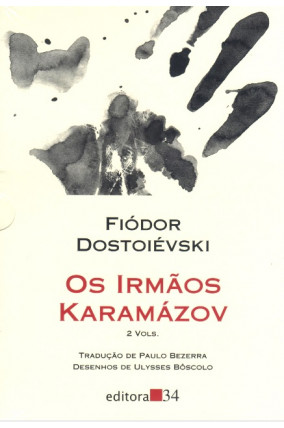 Fiódor
Dostoiévski
Os Irmãos
Karamázov
2 Vols.
Tradução de Paulo Bezerra
Desenhos de Ulysses Bôscolo
editora 34